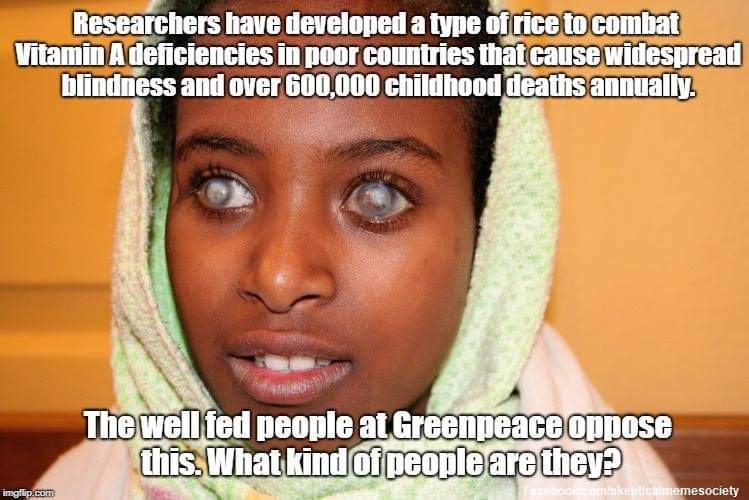 Researchers have developed a type of rice to combat
Vitamin A deficiencies in poor countries that cause widespread
blindness and over 600,000 childhood deaths annually.
The well fed people at Greenpeace oppose
this. What kind of people are they?
imgflip.com
Facebook.com/skepticalmemesociety